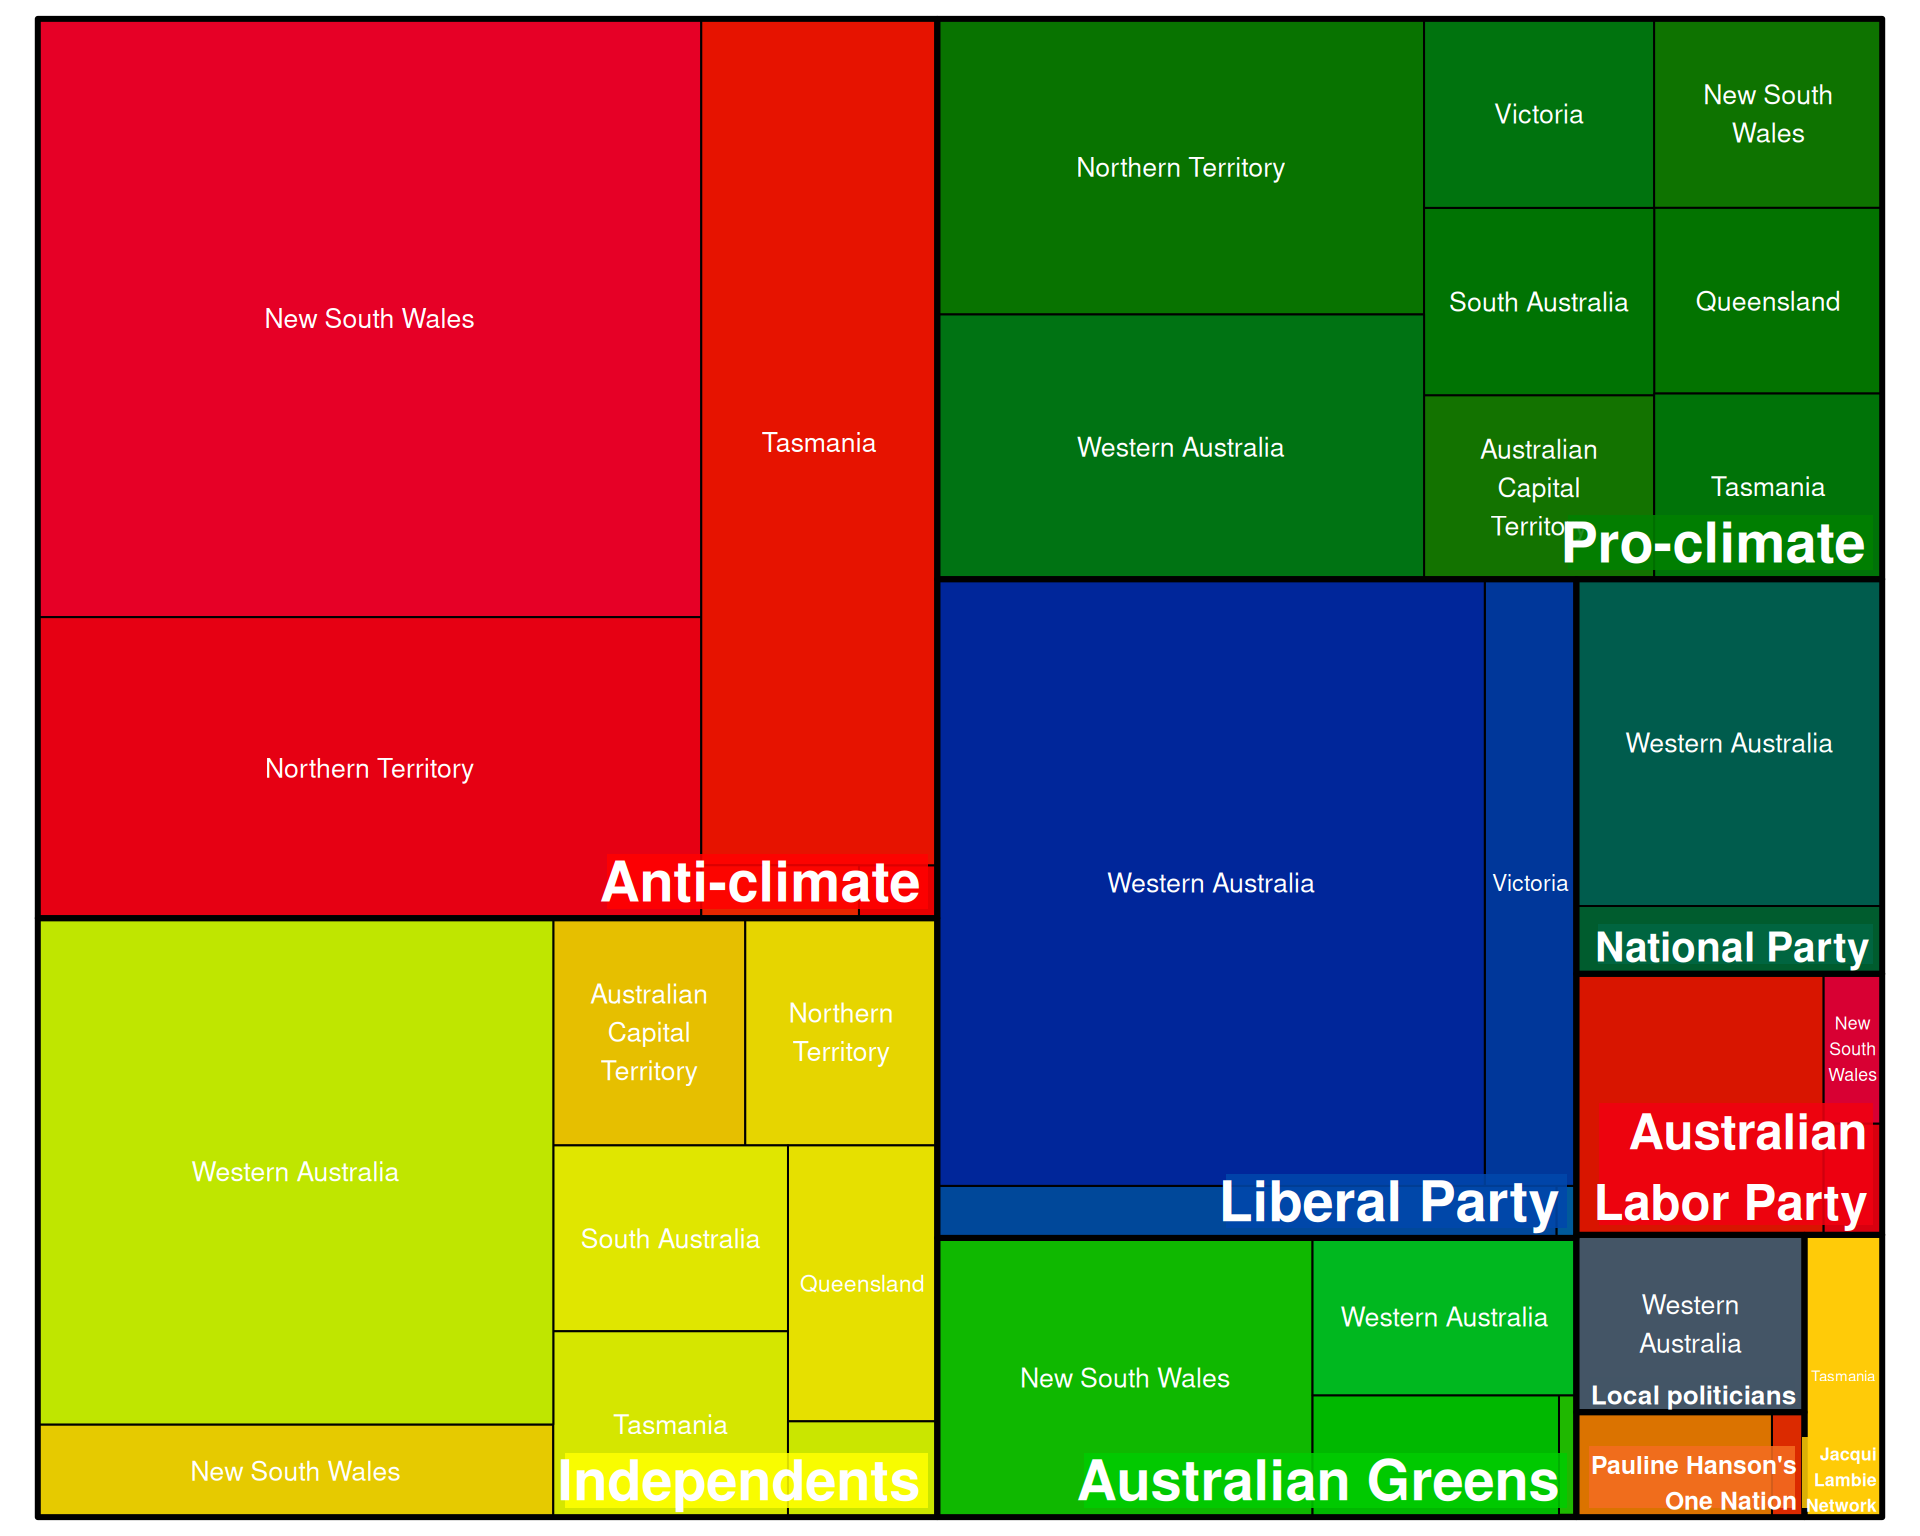 New South Wales
Tasmania
Northern Territory
Anti-climate
Northern Territory
Victoria
New South
Wales
Western Australia
South Australia
Queensland
Australian
Capital
Territo
Tasmania
Pro-climate
Western Australia
Australian
Capital
Territory
Northern
Territory
South Australia
Queensland
New South Wales
Tasmania
Independents
Western Australia
Victoria
Liberal Party
Western Australia
National Party
New
South
Wales
Australian
Labor Party
New South Wales
Western Australia
Australian Greens
Western
Australia
Local politicians
Pauline Hanson's
One Nation
Tasmania
Jacqui
Lambie
Network